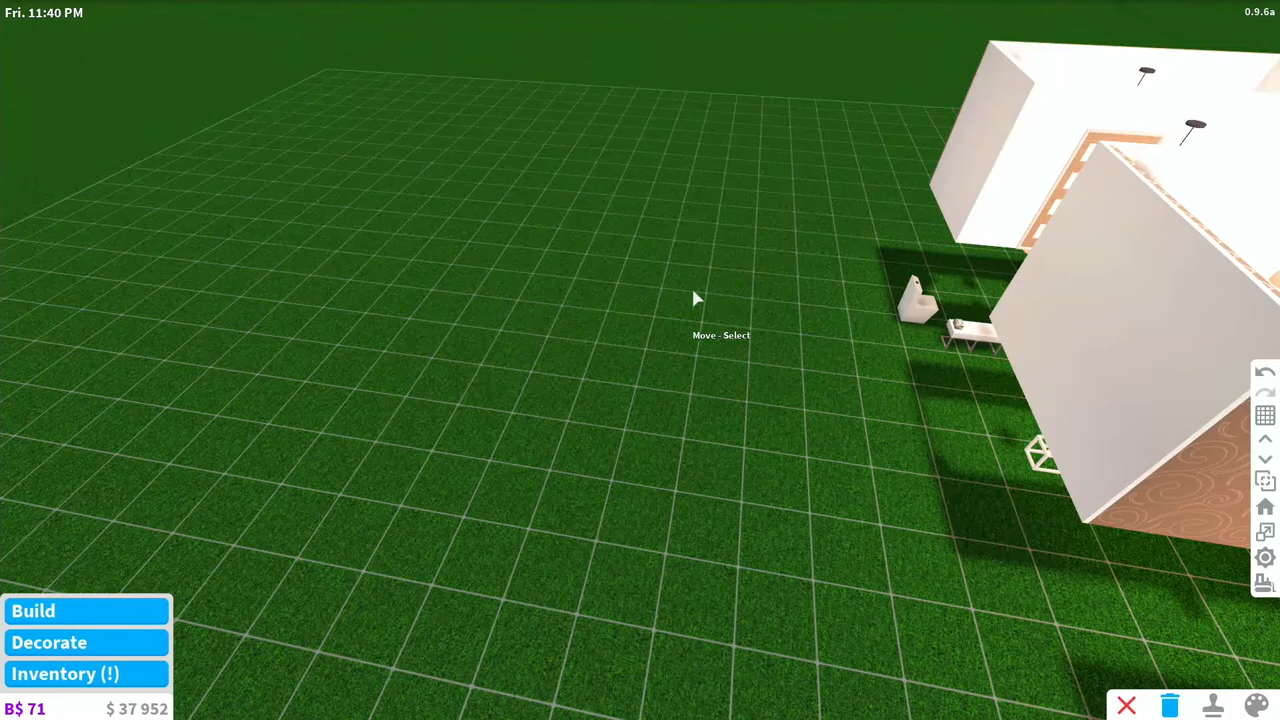 Fri. 11:40 PM
0.9.6a
Move - Select
Build
Decorate
Inventory (!)
B$ 71
$ 37 952